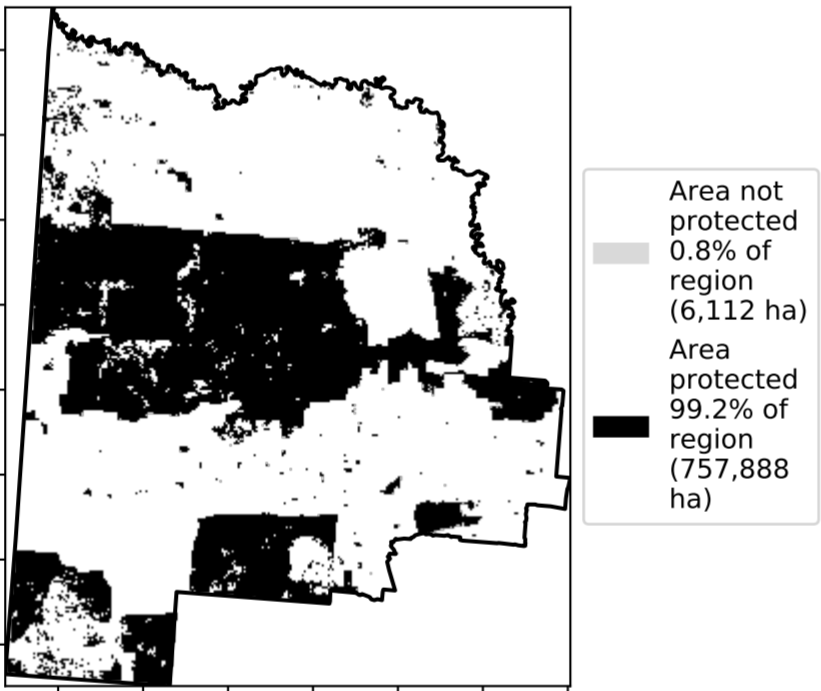 Area not
protected
0.8% of
region
(6,112 ha)
Area
protected
99.2% of
region
(757,888
ha)